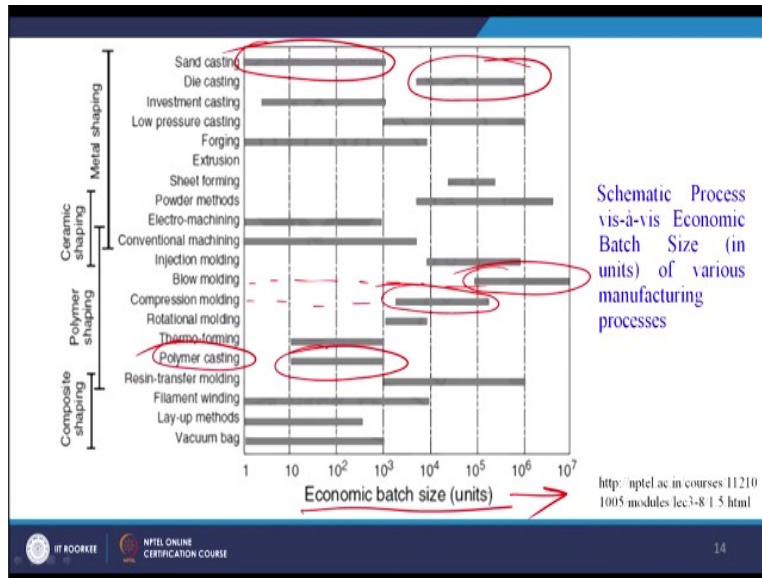 Metal shaping
Ceramic shaping
Polymer shaping
Composite shaping
Sand casting
Die casting
Investment casting
Low pressure casting
Forging
Extrusion
Sheet forming
Powder methods
Electro-machining
Conventional machining
Injection molding
Blow molding
Compression molding
Rotational molding
Thermo-forming
Polymer casting
Resin-transfer molding
Filament winding
Lay-up methods
Vacuum bag
1 10 10² 10³ 10⁴ 10⁵ 10⁶ 10⁷
Economic batch size (units)
Schematic Process
vis-à-vis Economic
Batch Size (in
units) of various
manufacturing
processes
http://nptel.ac.in/courses/11210
1005/modules/lec3-8/1.5.html
IIT ROORKEE
NPTEL ONLINE
CERTIFICATION COURSE
14